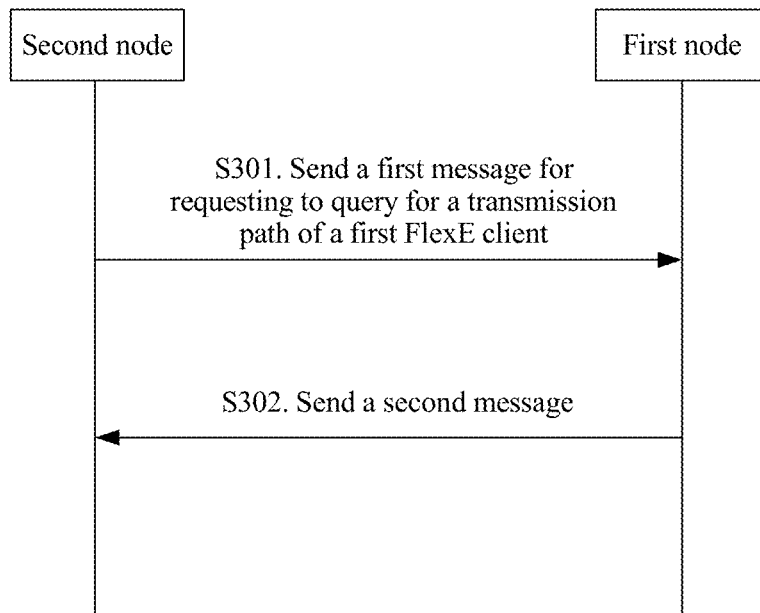 Second node
First node
S301. Send a first message for
requesting to query for a transmission
path of a first FlexE client
S302. Send a second message